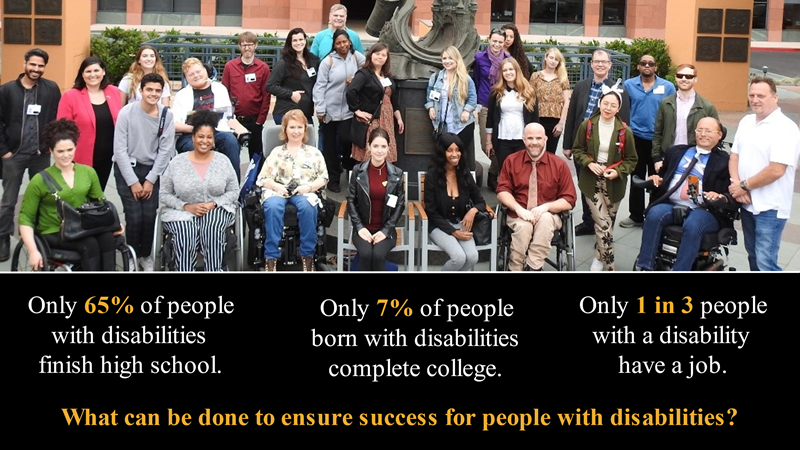 Only 65% of people
with disabilities
finish high school.
Only 7% of people
born with disabilities
complete college.
Only 1 in 3 people
with a disability
have a job.
What can be done to ensure success for people with disabilities?